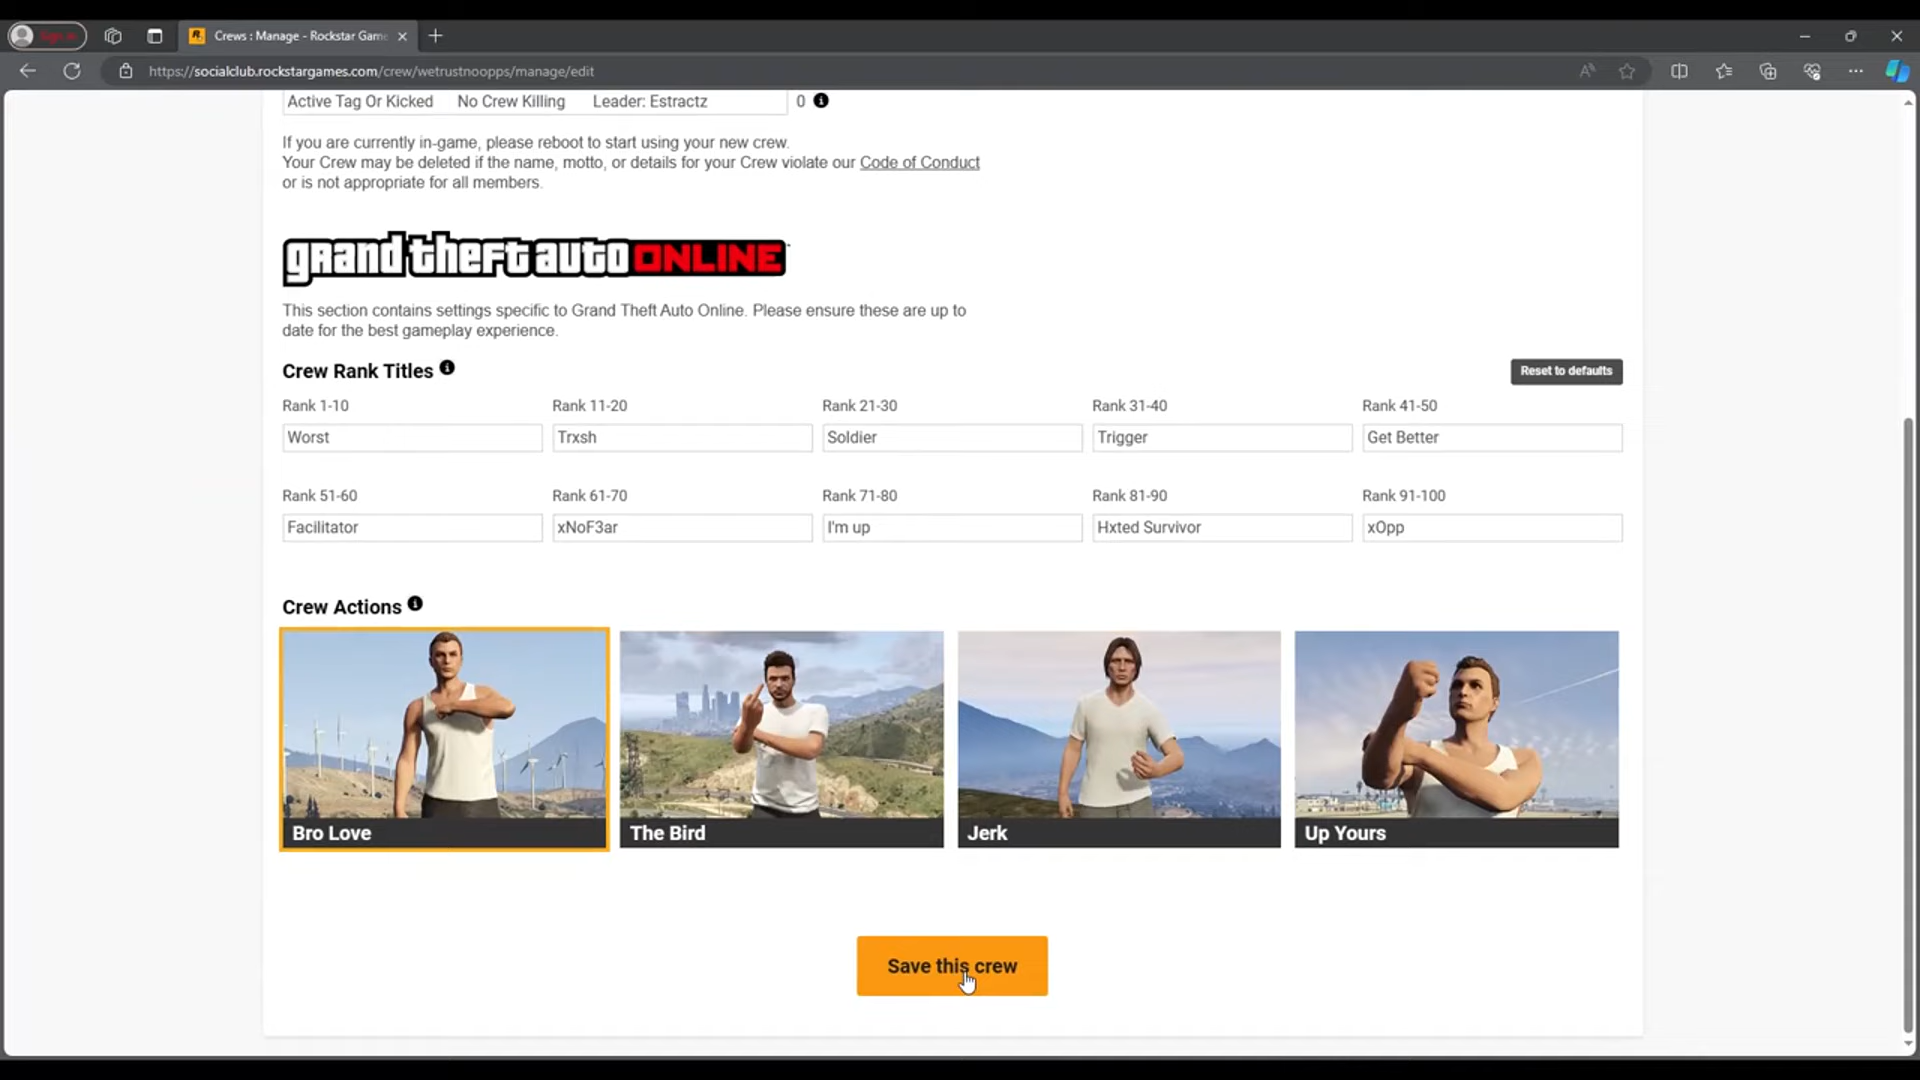 Sign in
Crews : Manage - Rockstar Game
https://socialclub.rockstargames.com/crew/wetrustnoopps/manage/edit
Active Tag Or Kicked No Crew Killing Leader: Estractz 0
If you are currently in-game, please reboot to start using your new crew.
Your Crew may be deleted if the name, motto, or details for your Crew violate our Code of Conduct
or is not appropriate for all members.
grand theft auto ONLINE
This section contains settings specific to Grand Theft Auto Online. Please ensure these are up to
date for the best gameplay experience.
Crew Rank Titles Reset to defaults
Rank 1-10 Rank 11-20 Rank 21-30 Rank 31-40 Rank 41-50
Worst Trxsh Soldier Trigger Get Better
Rank 51-60 Rank 61-70 Rank 71-80 Rank 81-90 Rank 91-100
Facilitator xNoF3ar I'm up Hxted Survivor xOpp
Crew Actions
Bro Love The Bird Jerk Up Yours
Save this crew